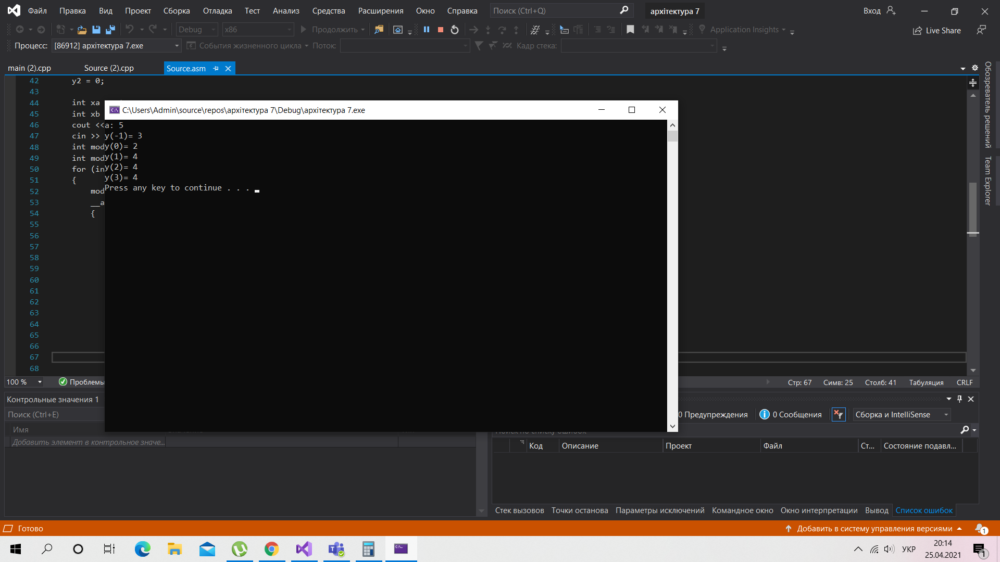 Файл Правка Вид Проект Сборка Отладка Тест Анализ Средства Расширения Окно Справка Поиск (Ctrl+Q) архітектура 7 Вход
Debug x86 Продолжить Application Insights Live Share
Процесс: [86912] архітектура 7.exe События жизненного цикла Поток: Кадр стека:
main (2).cpp Source (2).cpp Source.asm
Обозреватель решений
Team Explorer
42 y2 = 0;
43
44 int xa
45 int xb
46 cout <<
47 cin >>
48 int mod
49 int mod
50 for (in
51 {
52 mod
53 __a
54 {
55
56
57
58
59
60
61
62
63
64
65
66
67
68
C:\Users\Admin\source\repos\архітектура 7\Debug\архітектура 7.exe
a: 5
y(-1)= 3
y(0)= 2
y(1)= 4
y(2)= 4
y(3)= 4
Press any key to continue . . .
100 % Проблемы Стр: 67 Симв: 25 Столб: 41 Табуляция CRLF
Контрольные значения 1
Поиск (Ctrl+E)
Имя
Добавить элемент в контрольное значе...
0 Предупреждения 0 Сообщения Сборка и IntelliSense
Код Описание Проект Файл Ст... Состояние подавл...
Стек вызовов Точки останова Параметры исключений Командное окно Окно интерпретации Вывод Список ошибок
Готово Добавить в систему управления версиями 1
УКР 20:14
25.04.2021 1